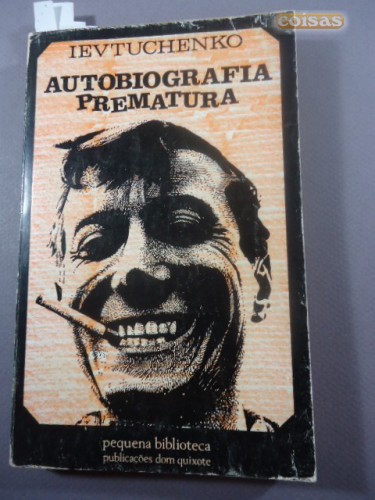 coisas
IEVTUCHENKO
AUTOBIOGRAFIA
PREMATURA
pequena biblioteca
publicações dom quixote